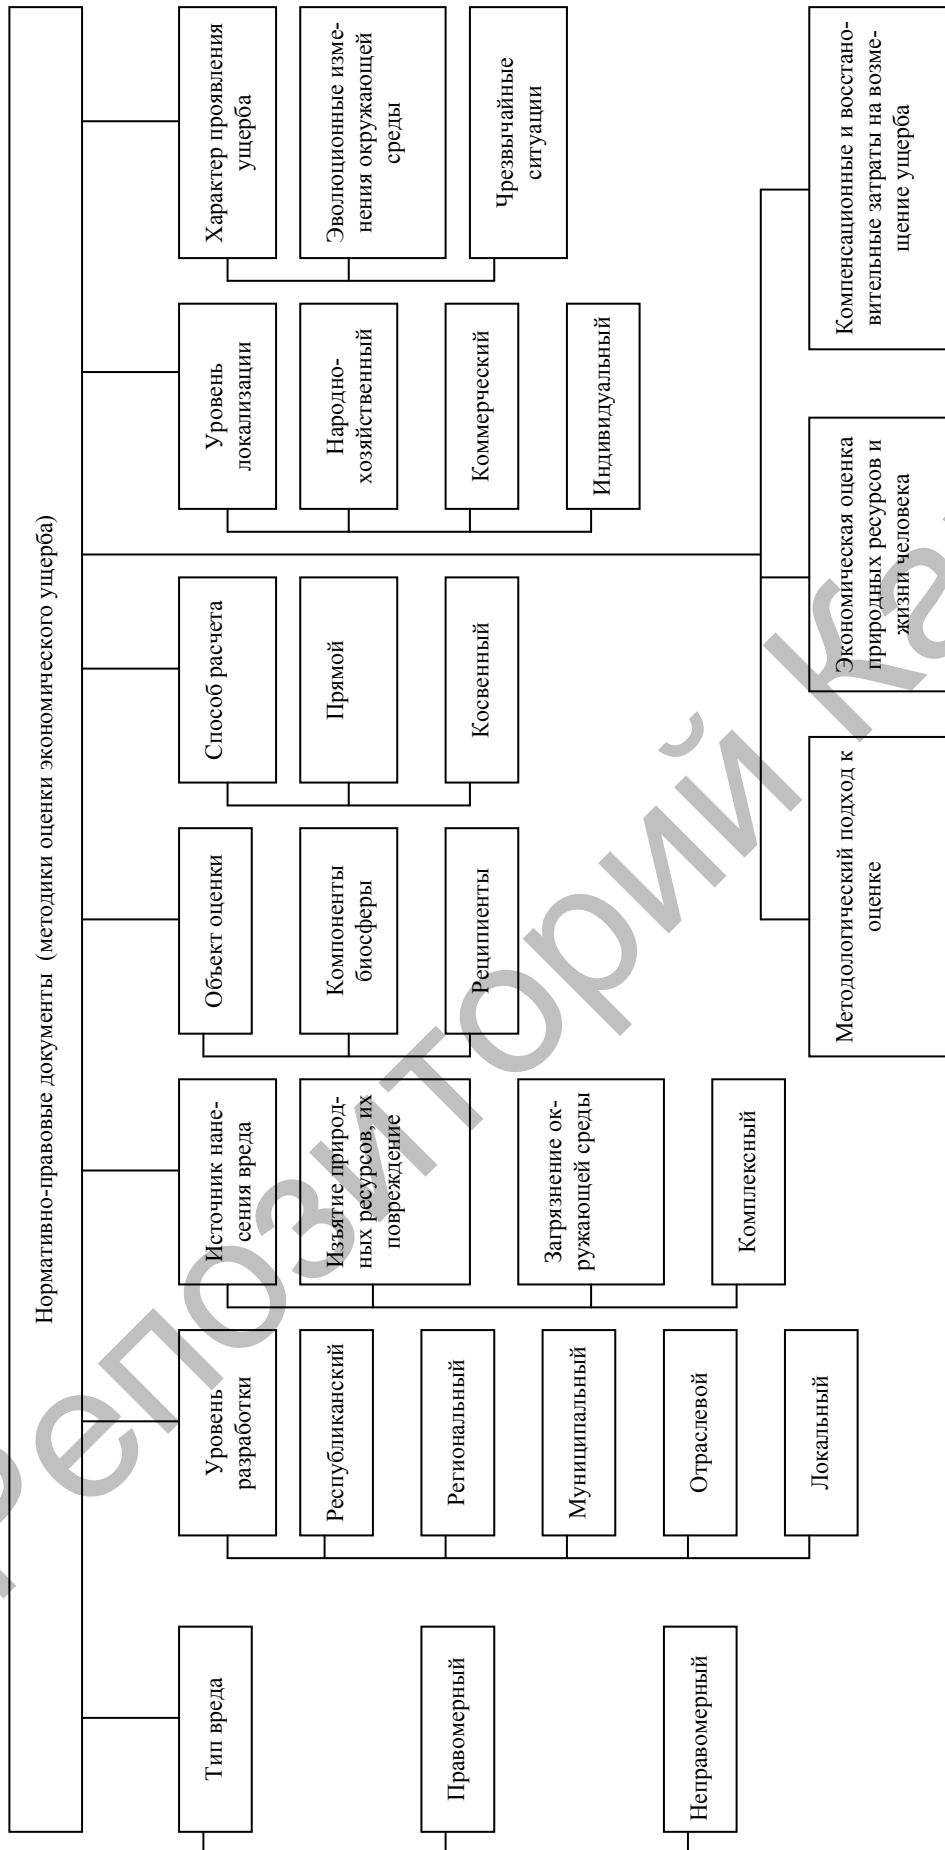 Нормативно-правовые документы (методики оценки экономического ущерба)
Тип вреда
Правомерный
Неправомерный
Уровень
разработки
Республиканский
Региональный
Муниципальный
Отраслевой
Локальный
Источник нане-
сения вреда
Изъятие природ-
ных ресурсов, их
повреждение
Загрязнение ок-
ружающей среды
Комплексный
Объект оценки
Компоненты
биосферы
Реципиенты
Способ расчета
Прямой
Косвенный
Уровень
локализации
Народно-
хозяйственный
Коммерческий
Индивидуальный
Характер проявления
ущерба
Эволюционные изме-
нения окружающей
среды
Чрезвычайные
ситуации
Методологический подход к
оценке
Экономическая оценка
природных ресурсов и
жизни человека
Компенсационные и восстано-
вительные затраты на возме-
щение ущерба
Репозиторий